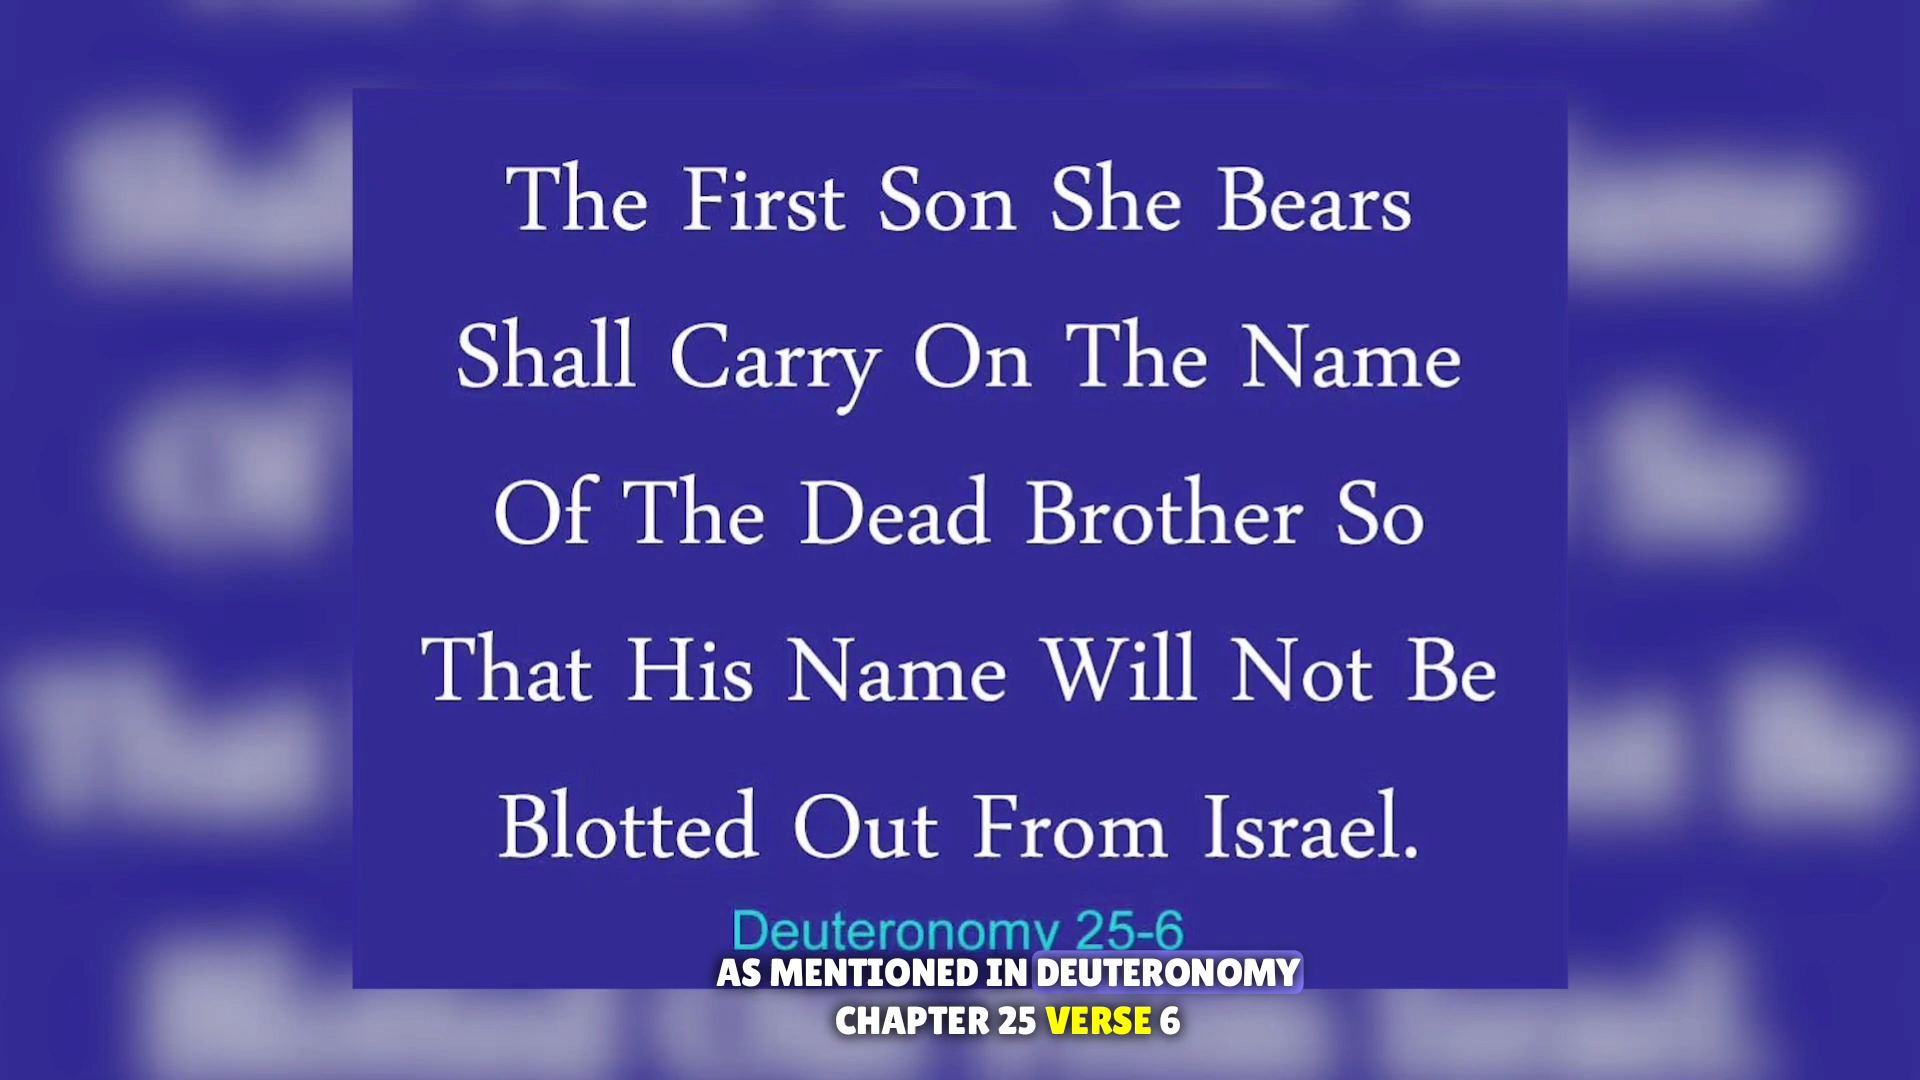 The First Son She Bears
Shall Carry On The Name
Of The Dead Brother So
That His Name Will Not Be
Blotted Out From Israel.
Deuteronomy 25-6
AS MENTIONED IN DEUTERONOMY
CHAPTER 25 VERSE 6